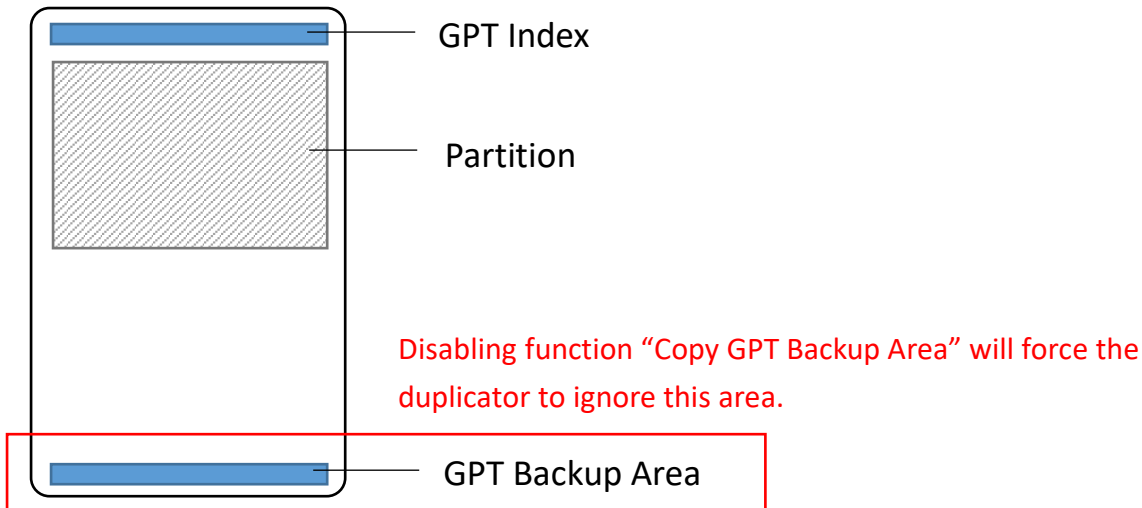 GPT Index
Partition
Disabling function “Copy GPT Backup Area” will force the
duplicator to ignore this area.
GPT Backup Area